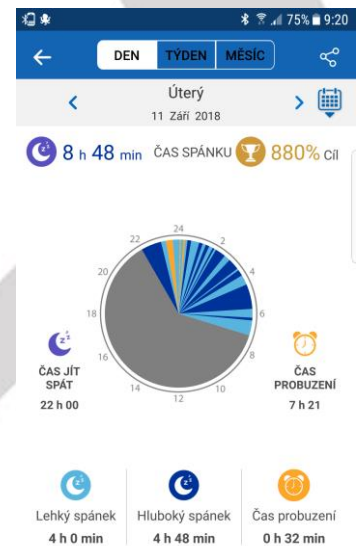 75% 9:20
DEN TÝDEN MĚSÍC
Úterý
11 Září 2018
8 h 48 min ČAS SPÁNKU 880% Cíl
24
22 2
20 4
18 6
16 8
14 10
12
ČAS JÍT
SPÁT
22 h 00
ČAS
PROBUZENÍ
7 h 21
Lehký spánek
4 h 0 min
Hluboký spánek
4 h 48 min
Čas probuzení
0 h 32 min